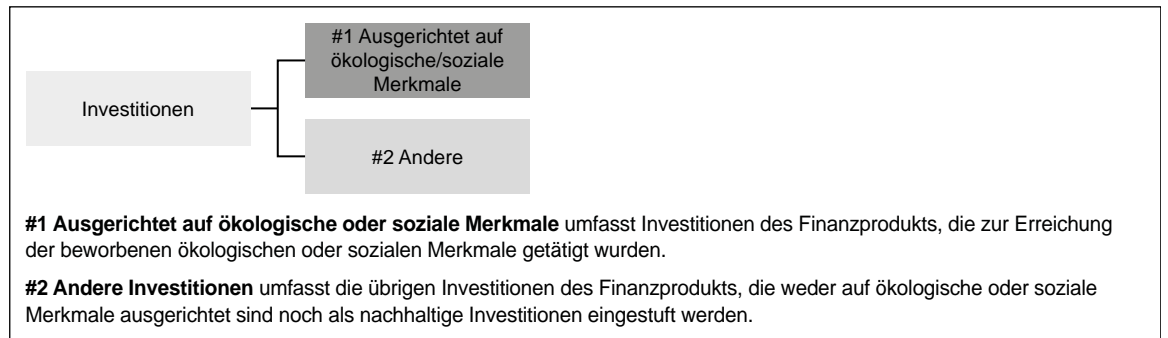 #1 Ausgerichtet auf
ökologische/soziale
Merkmale
Investitionen
#2 Andere
#1 Ausgerichtet auf ökologische oder soziale Merkmale umfasst Investitionen des Finanzprodukts, die zur Erreichung
der beworbenen ökologischen oder sozialen Merkmale getätigt wurden.
#2 Andere Investitionen umfasst die übrigen Investitionen des Finanzprodukts, die weder auf ökologische oder soziale
Merkmale ausgerichtet sind noch als nachhaltige Investitionen eingestuft werden.